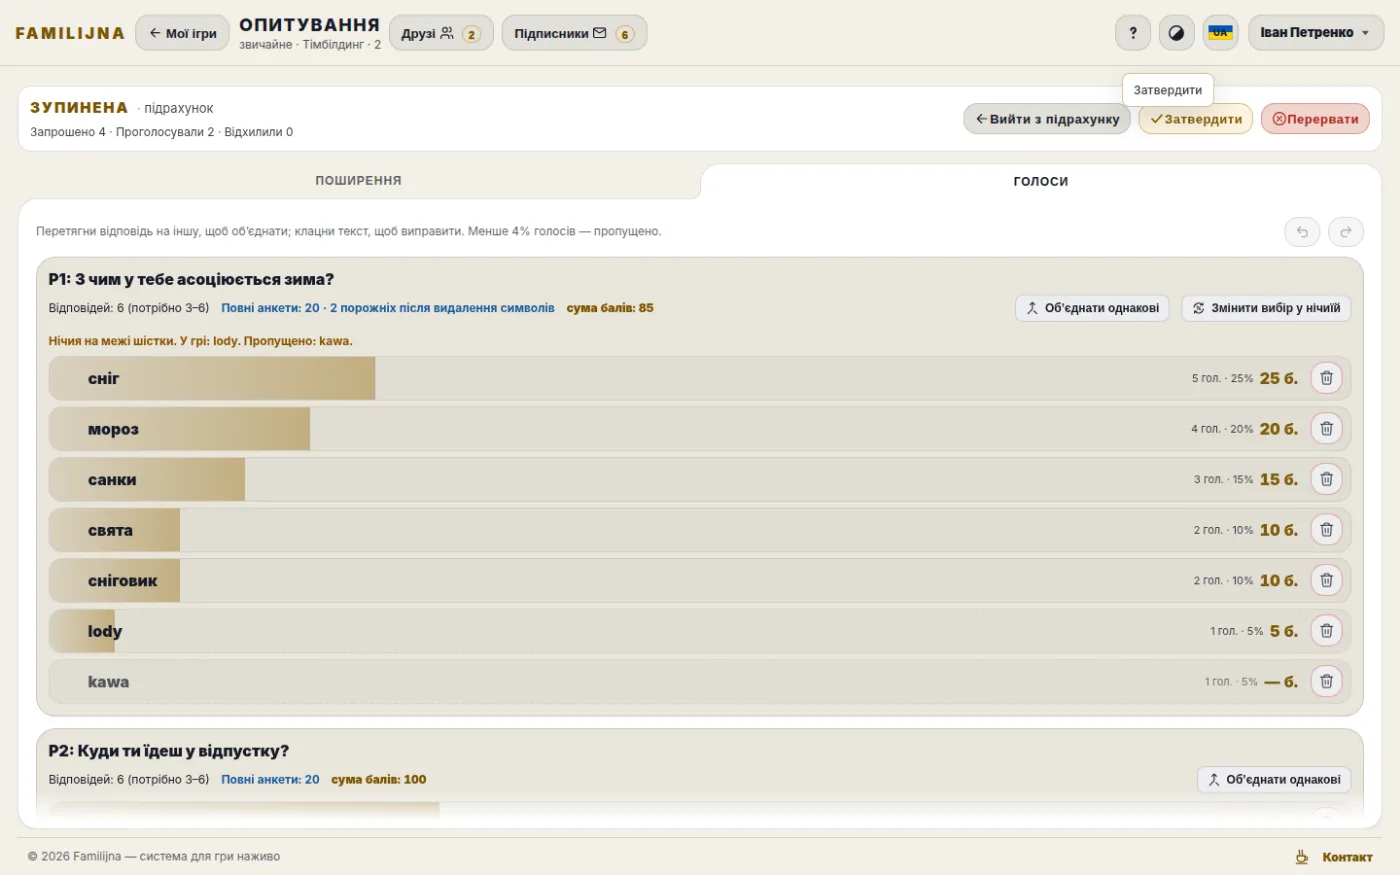 FAMILIJNA
← Мої ігри
ОПИТУВАННЯ
звичайне · Тімбілдинг · 2
Друзі 2
Підписники 6
?
UA
Іван Петренко
Затвердити
ЗУПИНЕНА · підрахунок
Запрошено 4 · Проголосували 2 · Відхилили 0
← Вийти з підрахунку
Затвердити
Перервати
ПОШИРЕННЯ
ГОЛОСИ
Перетягни відповідь на іншу, щоб об'єднати; клацни текст, щоб виправити. Менше 4% голосів — пропущено.
P1: З чим у тебе асоціюється зима?
Відповідей: 6 (потрібно 3–6) Повні анкети: 20 · 2 порожніх після видалення символів сума балів: 85
Об'єднати однакові
Змінити вибір у нічиїй
Нічия на межі шістки. У грі: lody. Пропущено: kawa.
сніг 5 гол. · 25% 25 б.
мороз 4 гол. · 20% 20 б.
санки 3 гол. · 15% 15 б.
свята 2 гол. · 10% 10 б.
сніговик 2 гол. · 10% 10 б.
lody 1 гол. · 5% 5 б.
kawa 1 гол. · 5% — б.
P2: Куди ти їдеш у відпустку?
Відповідей: 6 (потрібно 3–6) Повні анкети: 20 сума балів: 100
Об'єднати однакові
© 2026 Familijna — система для гри наживо
Контакт